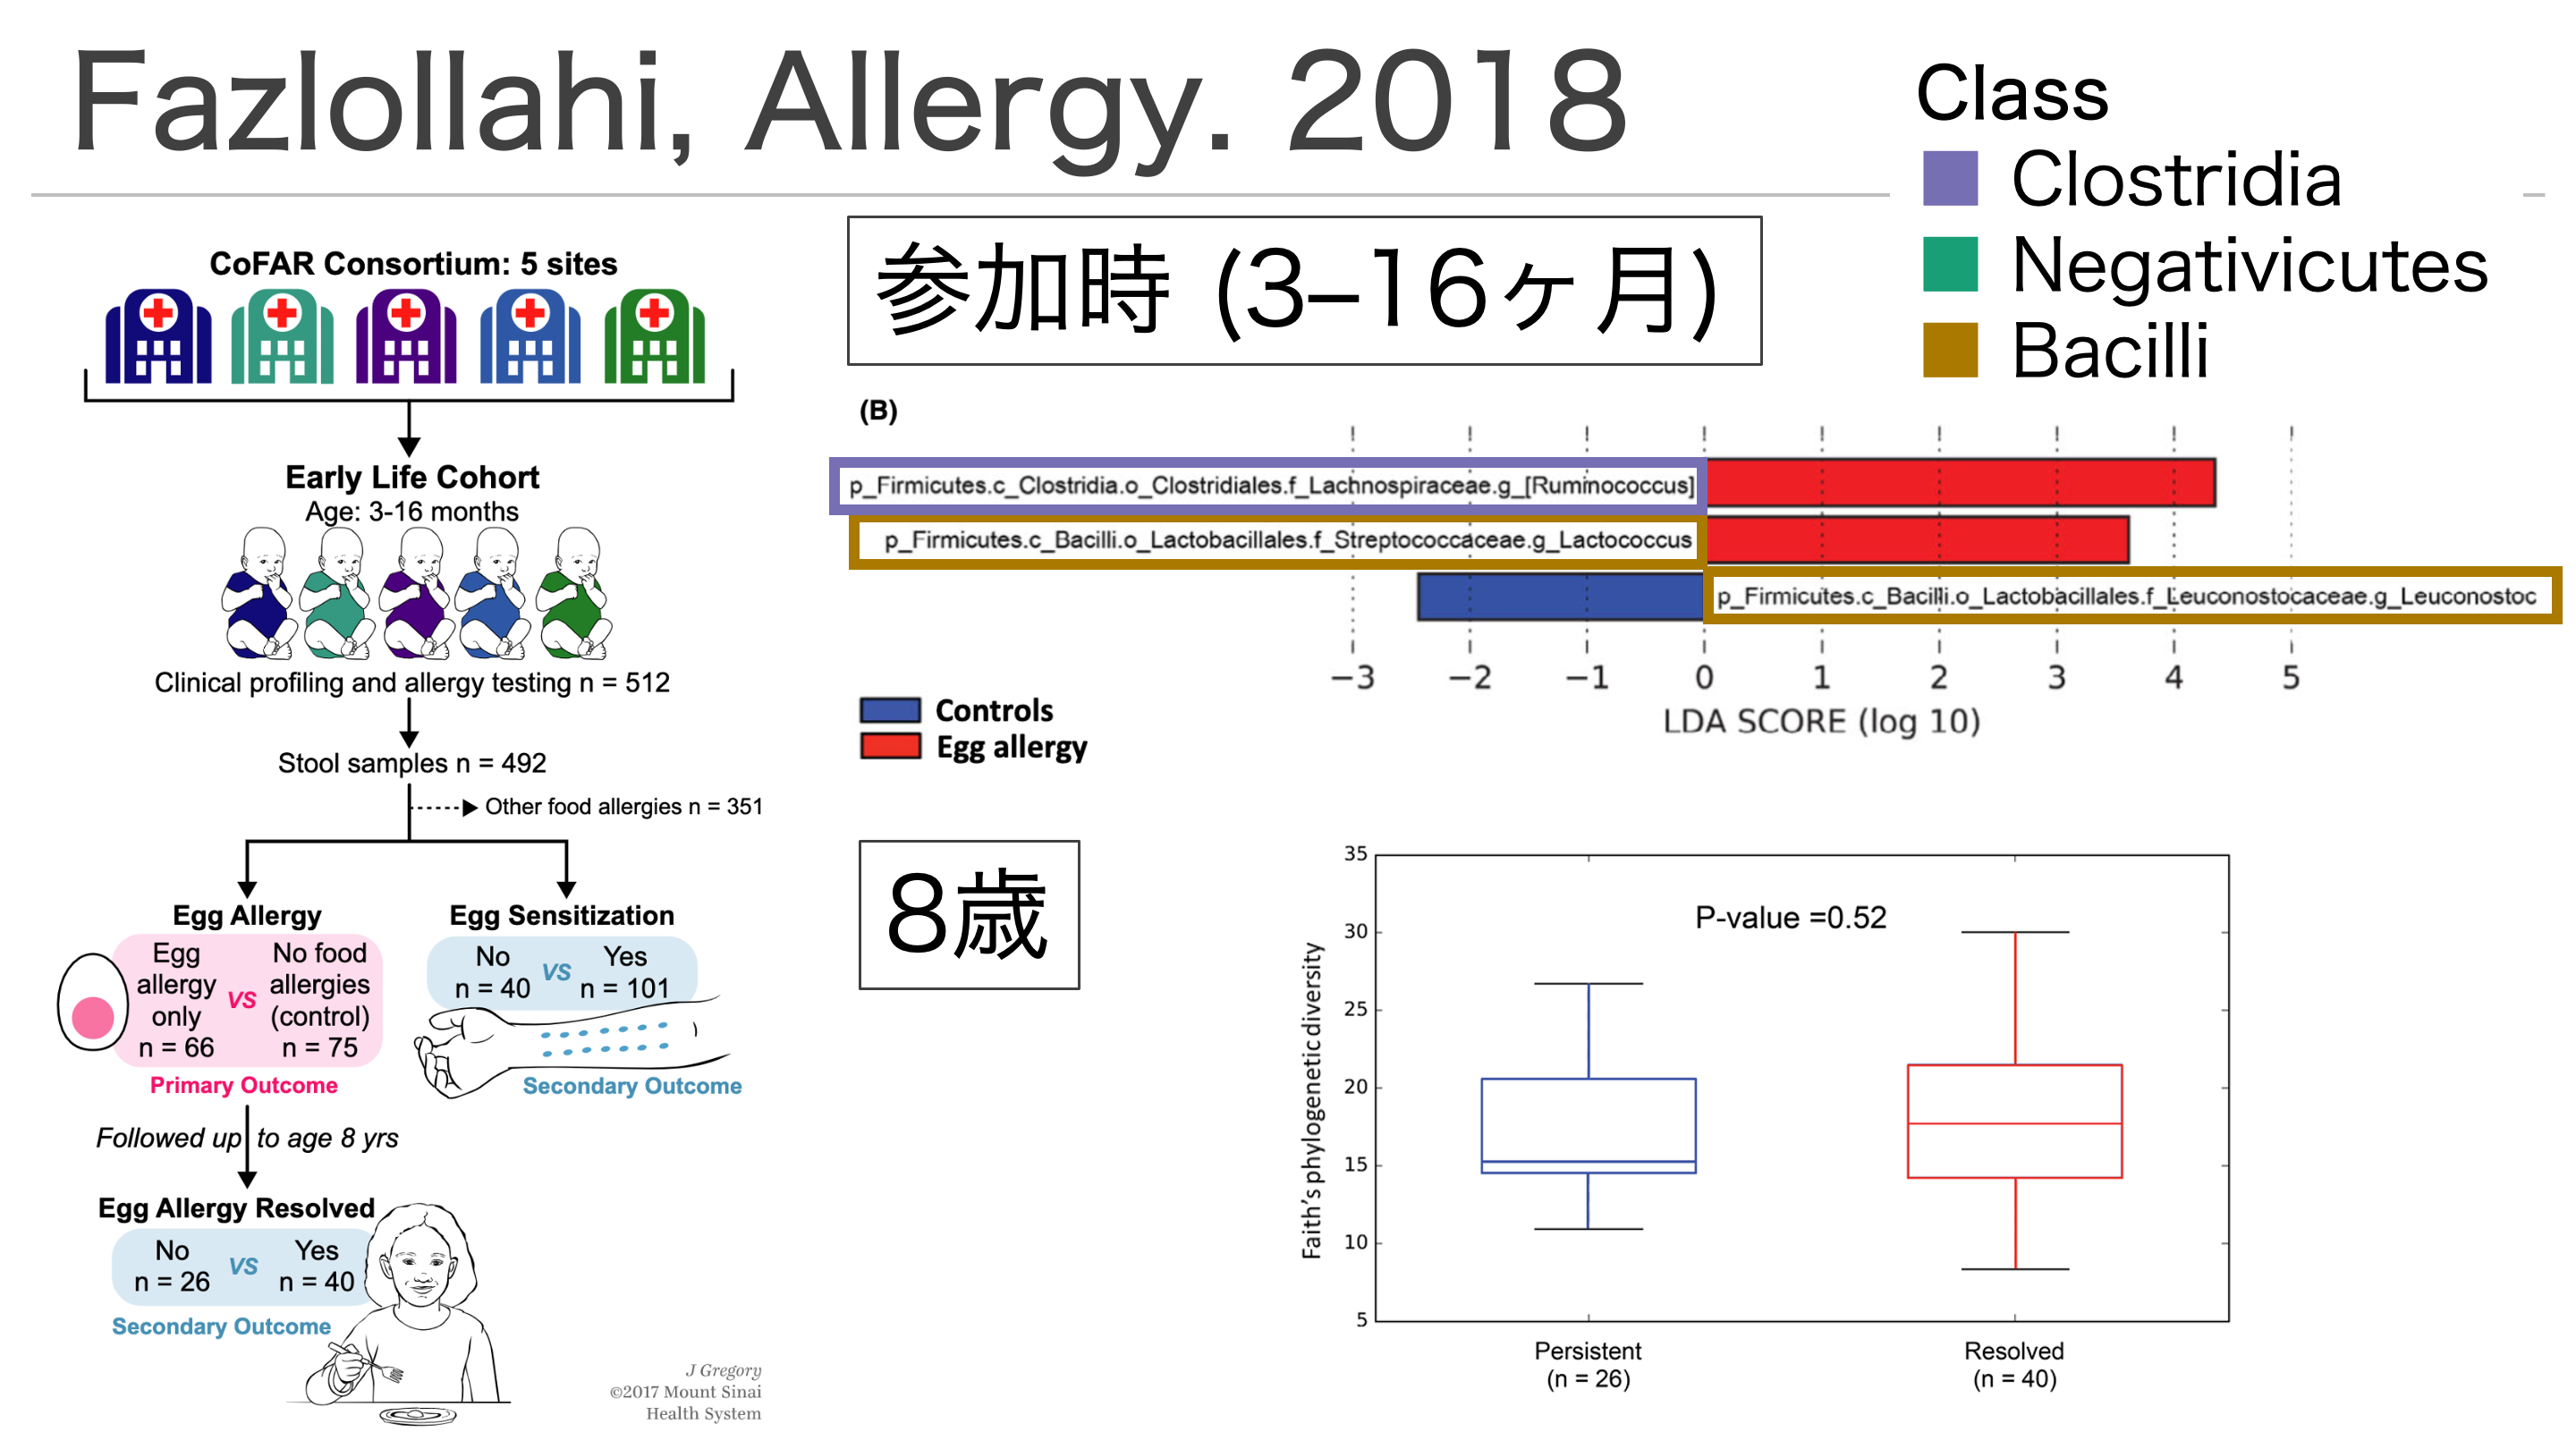 Fazlollahi, Allergy. 2018
Class
Clostridia
Negativicutes
Bacilli
CoFAR Consortium: 5 sites
Early Life Cohort
Age: 3-16 months
Clinical profiling and allergy testing n = 512
Stool samples n = 492
Other food allergies n = 351
Egg Allergy
Egg allergy only n = 66
VS
No food allergies (control) n = 75
Primary Outcome
Egg Sensitization
No n = 40
VS
Yes n = 101
Secondary Outcome
Followed up to age 8 yrs
Egg Allergy Resolved
No n = 26
VS
Yes n = 40
Secondary Outcome
J Gregory
©2017 Mount Sinai
Health System
参加時 (3–16ヶ月)
(B)
p_Firmicutes.c_Clostridia.o_Clostridiales.f_Lachnospiraceae.g_[Ruminococcus]
p_Firmicutes.c_Bacilli.o_Lactobacillales.f_Streptococcaceae.g_Lactococcus
p_Firmicutes.c_Bacilli.o_Lactobacillales.f_Leuconostocaceae.g_Leuconostoc
−3 −2 −1 0 1 2 3 4 5
LDA SCORE (log 10)
Controls
Egg allergy
8歳
35
30
25
20
15
10
5
Faith's phylogenetic diversity
P-value =0.52
Persistent
(n = 26)
Resolved
(n = 40)